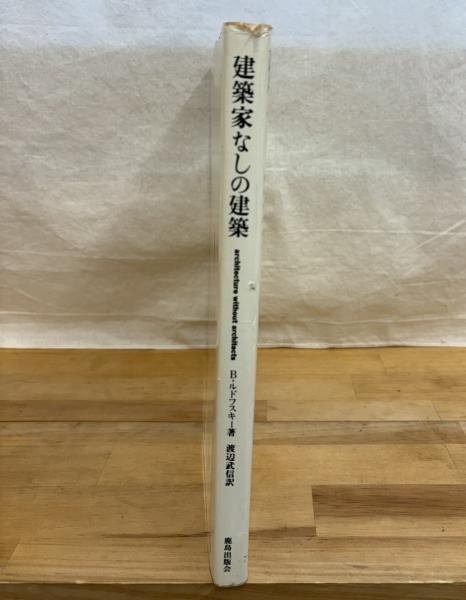 建築家なしの建築
architecture without architects
B・ルドフスキー著 渡辺武信訳
鹿島出版会